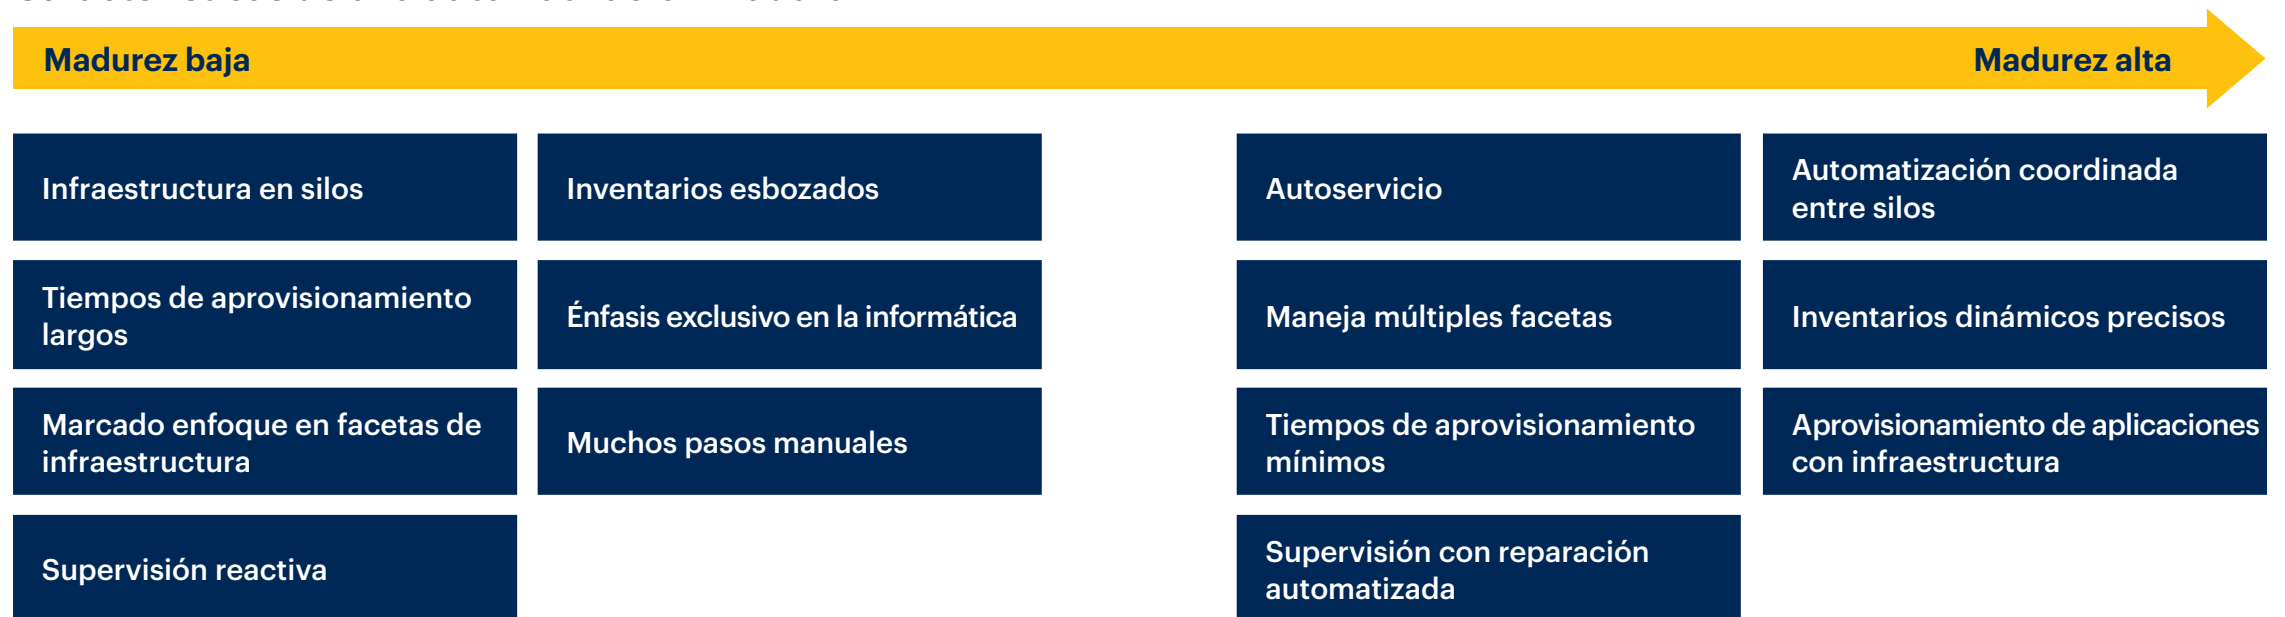 Madurez baja
Madurez alta
Infraestructura en silos
Inventarios esbozados
Autoservicio
Automatización coordinada
entre silos
Tiempos de aprovisionamiento
largos
Énfasis exclusivo en la informática
Maneja múltiples facetas
Inventarios dinámicos precisos
Marcado enfoque en facetas de
infraestructura
Muchos pasos manuales
Tiempos de aprovisionamiento
mínimos
Aprovisionamiento de aplicaciones
con infraestructura
Supervisión reactiva
Supervisión con reparación
automatizada